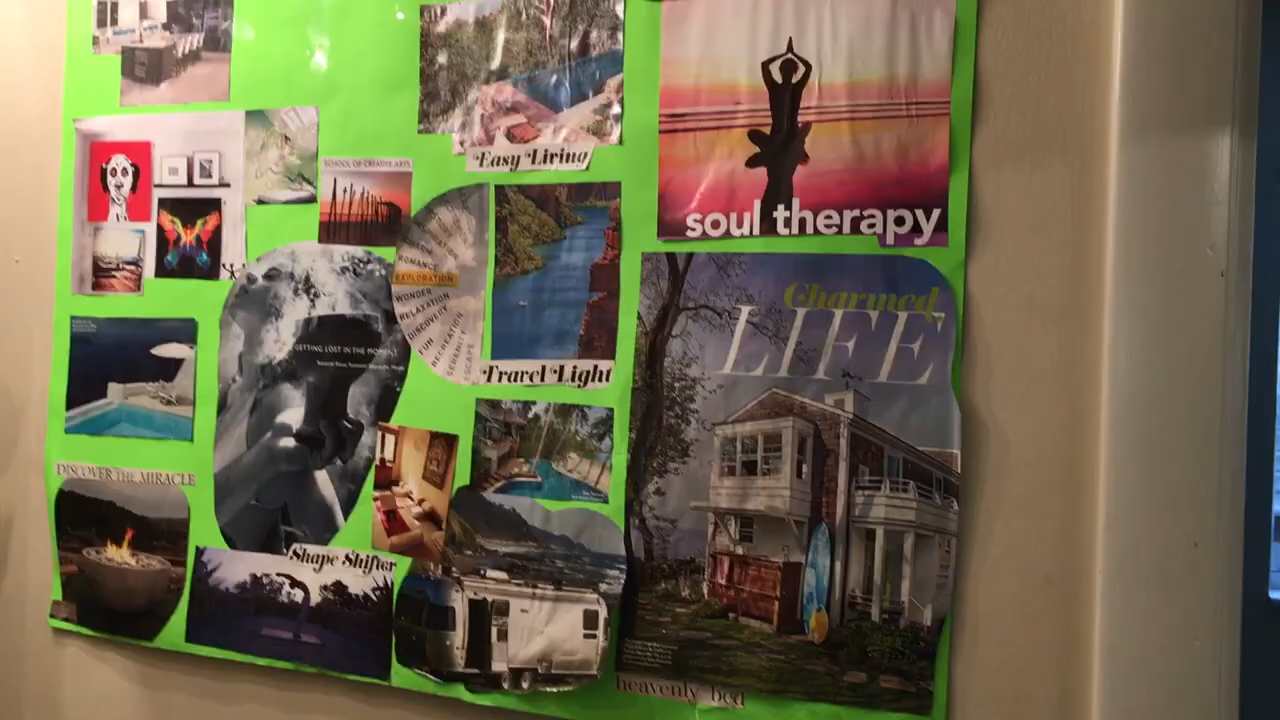 Easy Living
SCHOOL OF CREATIVE ARTS
soul therapy
ROMANCE
EXPLORATION
WONDER
RELAXATION
DISCOVERY
FUN
RECREATION
SERENITY
ESCAPE
Charmed
LIFE
GETTING LOST IN THE MOMENT
Travel Light
DISCOVER THE MIRACLE
Shape Shifter
heavenly bed